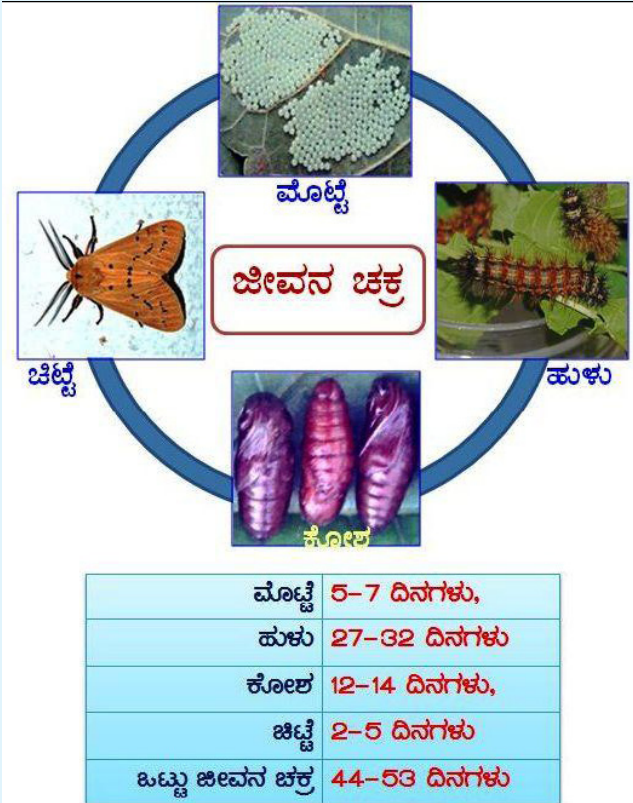 ಮೊಟ್ಟೆ
ಜೀವನ ಚಕ್ರ
ಚಿಟ್ಟೆ
ಹುಳು
ಕೋಶ
ಮೊಟ್ಟೆ 5-7 ದಿನಗಳು,
ಹುಳು 27-32 ದಿನಗಳು
ಕೋಶ 12-14 ದಿನಗಳು,
ಚಿಟ್ಟೆ 2-5 ದಿನಗಳು
ಒಟ್ಟು ಜೀವನ ಚಕ್ರ 44-53 ದಿನಗಳು